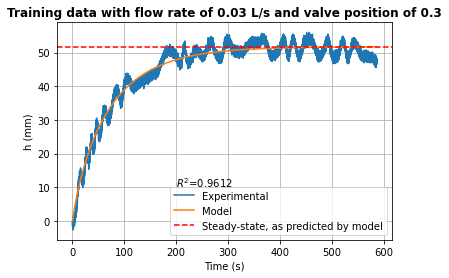 Training data with flow rate of 0.03 L/s and valve position of 0.3
h (mm)
50
40
30
20
10
0
R²=0.9612
Experimental
Model
Steady-state, as predicted by model
0 100 200 300 400 500 600
Time (s)